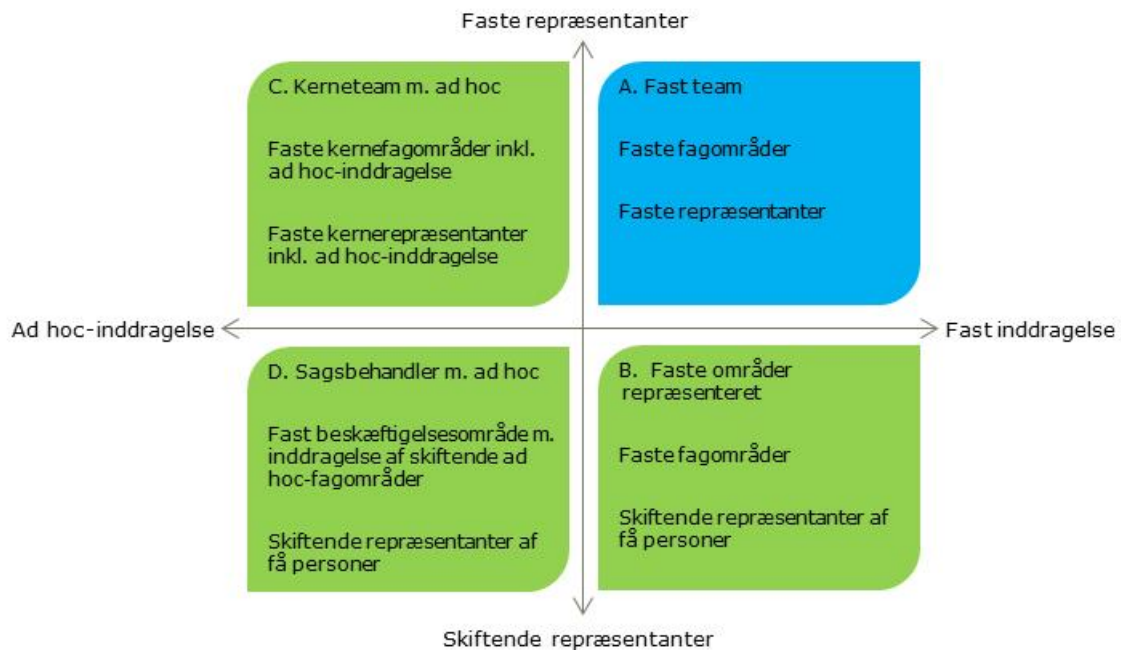 Faste repræsentanter
C. Kerneteam m. ad hoc
Faste kernefagområder inkl.
ad hoc-inddragelse
Faste kernerepræsentanter
inkl. ad hoc-inddragelse
A. Fast team
Faste fagområder
Faste repræsentanter
Ad hoc-inddragelse
Fast inddragelse
D. Sagsbehandler m. ad hoc
Fast beskæftigelsesområde m.
inddragelse af skiftende ad
hoc-fagområder
Skiftende repræsentanter af
få personer
B. Faste områder
repræsenteret
Faste fagområder
Skiftende repræsentanter af
få personer
Skiftende repræsentanter